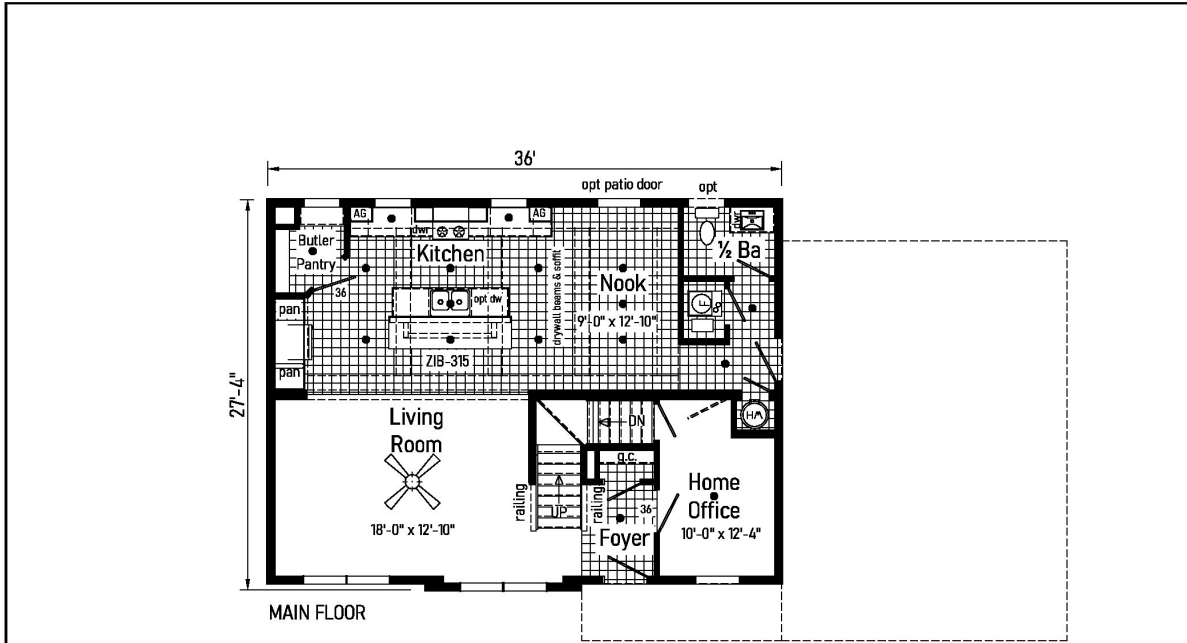 36'
opt patio door
opt
AG
AG
dwr
dwr
Butler
Pantry
Kitchen
½ Ba
36
Nook
9'-0" x 12'-10"
drywall beams & soffit
opt dw
F
pan
pan
ZIB-315
27'-4"
Living
Room
DN
HW
g.c.
railing
UP
railing
36
Home
Office
10'-0" x 12'-4"
18'-0" x 12'-10"
Foyer
MAIN FLOOR